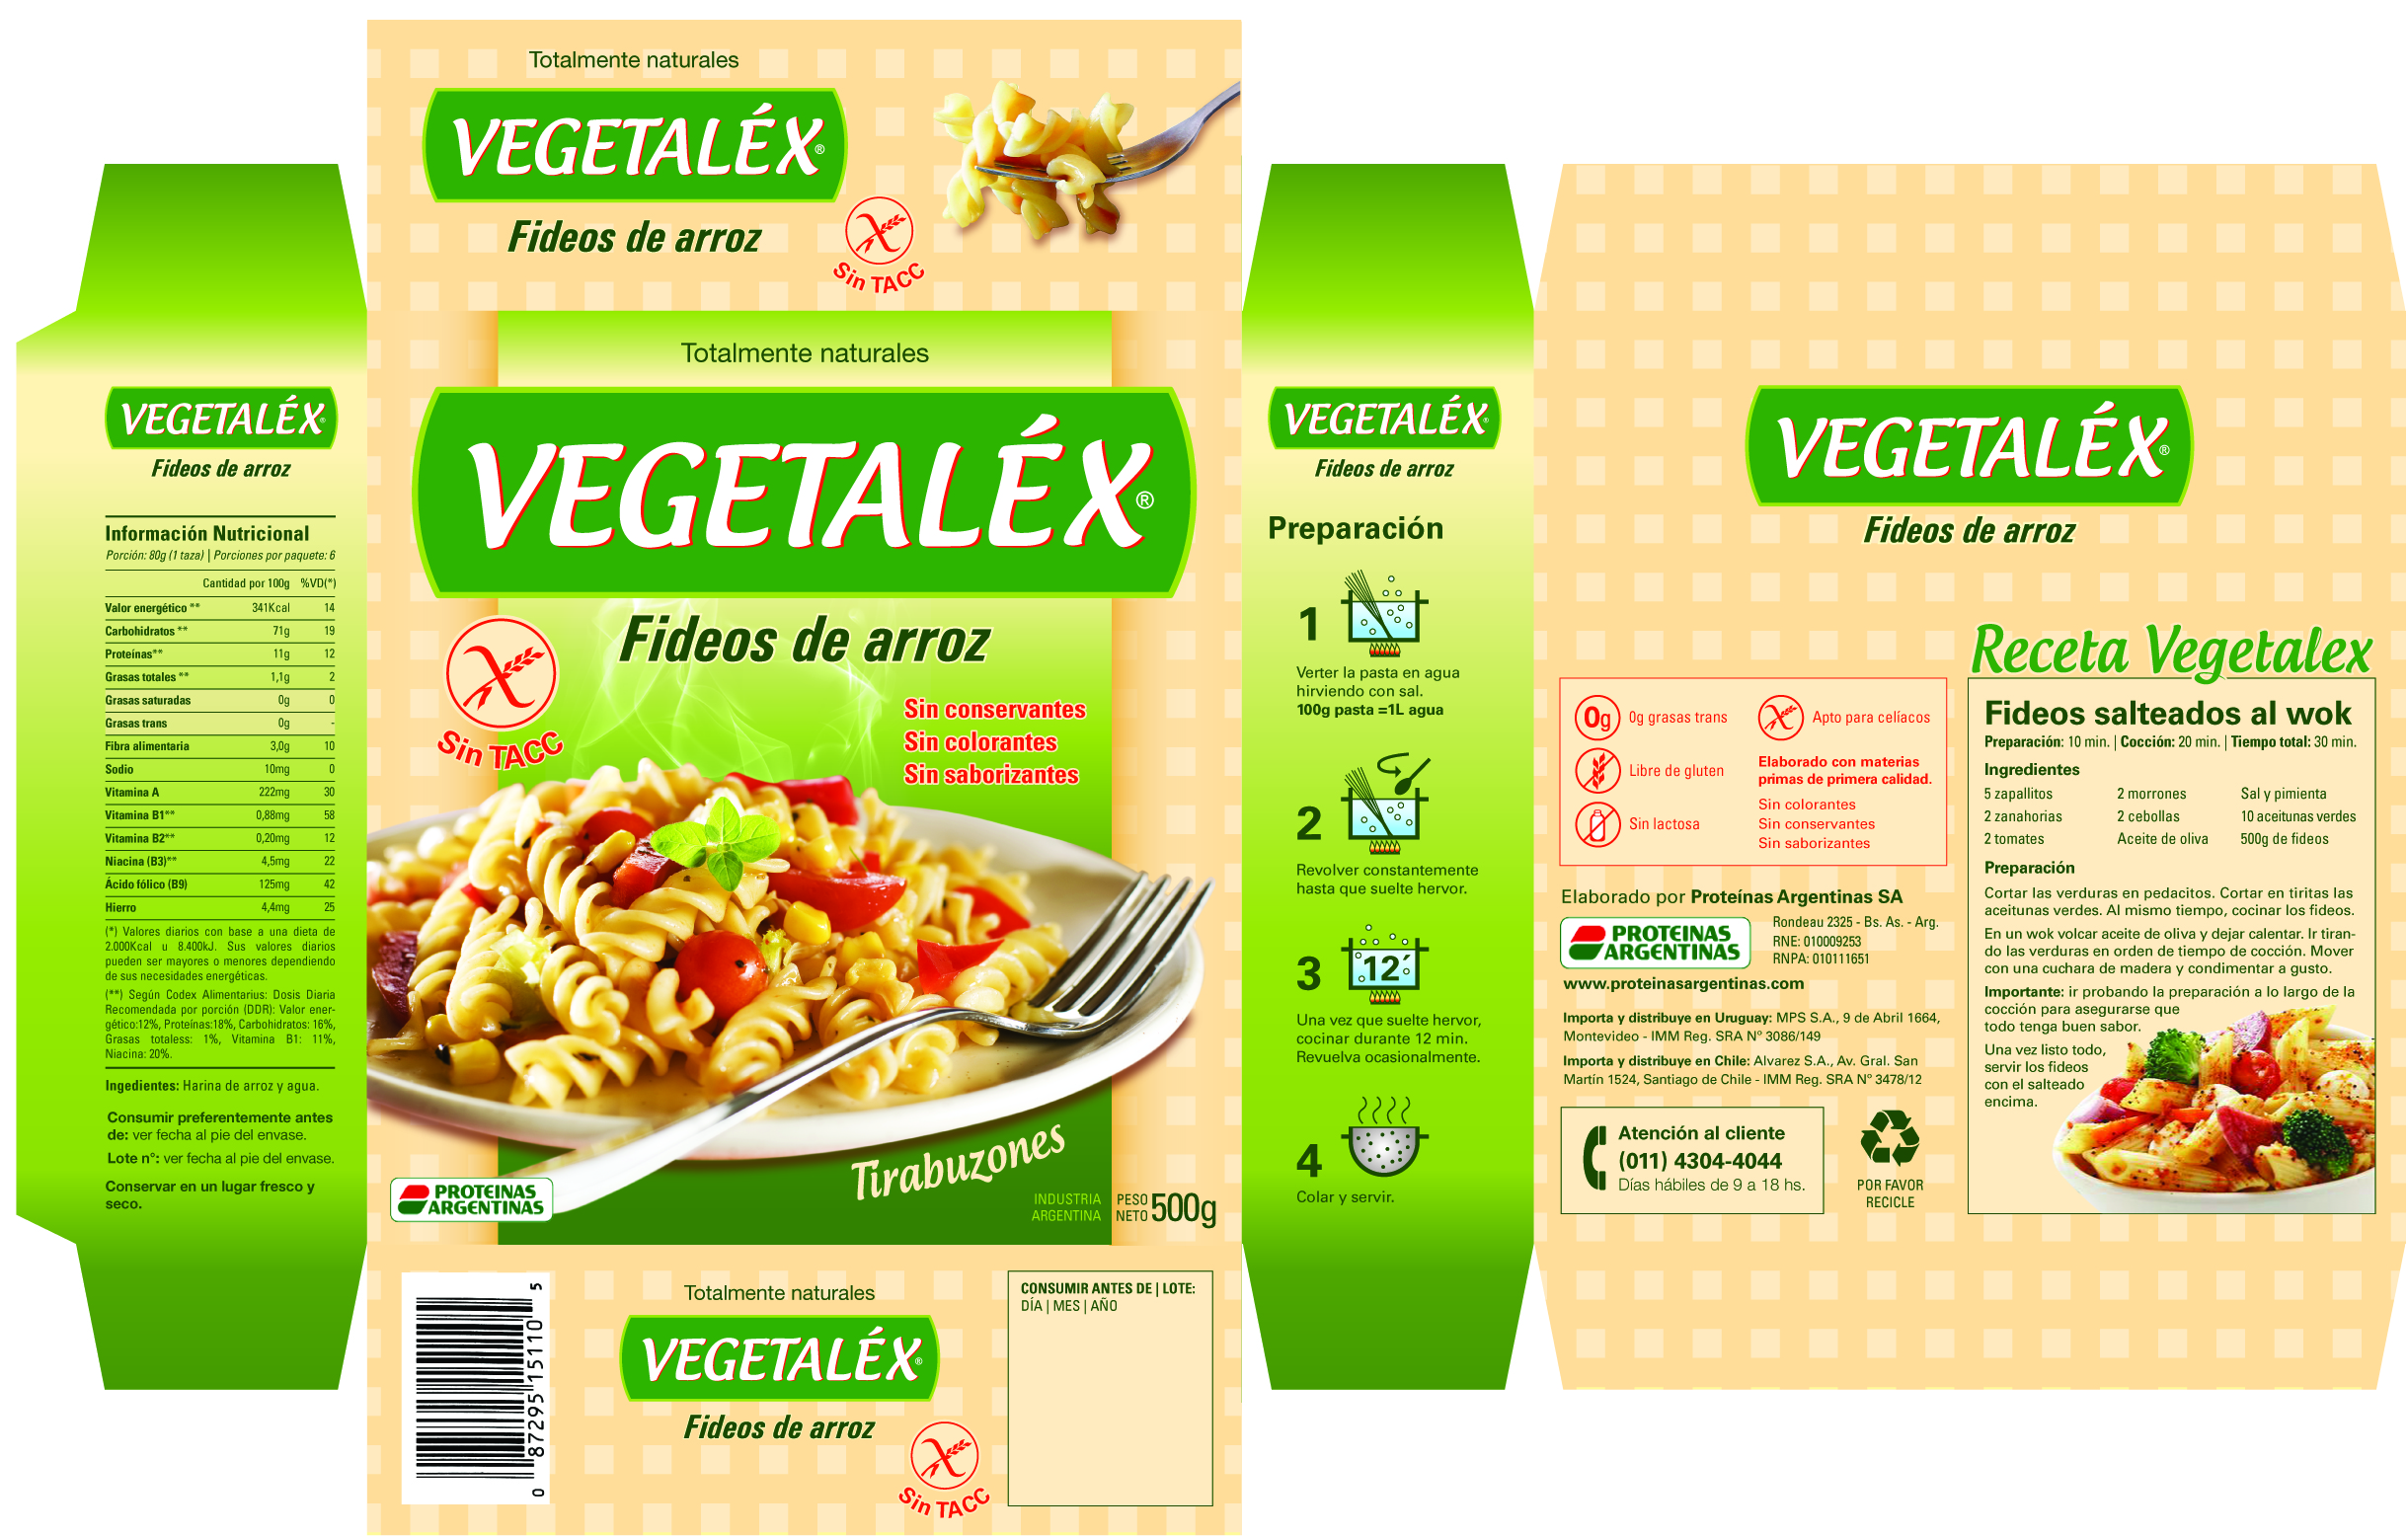 Totalmente naturales
VEGETALÉX®
Fideos de arroz
Sin TACC
VEGETALÉX®
Fideos de arroz
Información Nutricional
Porción: 80g (1 taza) | Porciones por paquete: 6
Cantidad por 100g %VD(*)
Valor energético ** 341Kcal 14
Carbohidratos ** 71g 19
Proteínas** 11g 12
Grasas totales ** 1,1g 2
Grasas saturadas 0g 0
Grasas trans 0g -
Fibra alimentaria 3,0g 10
Sodio 10mg 0
Vitamina A 222mg 30
Vitamina B1** 0,88mg 58
Vitamina B2** 0,20mg 12
Niacina (B3)** 4,5mg 22
Ácido fólico (B9) 125mg 42
Hierro 4,4mg 25
(*) Valores diarios con base a una dieta de
2.000Kcal u 8.400kJ. Sus valores diarios
pueden ser mayores o menores dependiendo
de sus necesidades energéticas.
(**) Según Codex Alimentarius: Dosis Diaria
Recomendada por porción (DDR): Valor ener-
gético:12%, Proteínas:18%, Carbohidratos: 16%,
Grasas totaless: 1%, Vitamina B1: 11%,
Niacina: 20%.
Ingedientes: Harina de arroz y agua.
Consumir preferentemente antes
de: ver fecha al pie del envase.
Lote n°: ver fecha al pie del envase.
Conservar en un lugar fresco y
seco.
Totalmente naturales
VEGETALÉX®
Fideos de arroz
Sin TACC
Sin conservantes
Sin colorantes
Sin saborizantes
Tirabuzones
PROTEINAS
ARGENTINAS
INDUSTRIA
ARGENTINA
PESO
NETO 500g
0 87295 15110 5
Totalmente naturales
VEGETALÉX®
Fideos de arroz
Sin TACC
CONSUMIR ANTES DE | LOTE:
DÍA | MES | AÑO
VEGETALÉX®
Fideos de arroz
Preparación
1
Verter la pasta en agua
hirviendo con sal.
100g pasta =1L agua
2
Revolver constantemente
hasta que suelte hervor.
3
12´
Una vez que suelte hervor,
cocinar durante 12 min.
Revuelva ocasionalmente.
4
Colar y servir.
VEGETALÉX®
Fideos de arroz
0g 0g grasas trans
Libre de gluten
Sin lactosa
Apto para celíacos
Elaborado con materias
primas de primera calidad.
Sin colorantes
Sin conservantes
Sin saborizantes
Elaborado por Proteínas Argentinas SA
PROTEINAS
ARGENTINAS
Rondeau 2325 - Bs. As. - Arg.
RNE: 010009253
RNPA: 010111651
www.proteinasargentinas.com
Importa y distribuye en Uruguay: MPS S.A., 9 de Abril 1664,
Montevideo - IMM Reg. SRA Nº 3086/149
Importa y distribuye en Chile: Alvarez S.A., Av. Gral. San
Martín 1524, Santiago de Chile - IMM Reg. SRA Nº 3478/12
Atención al cliente
(011) 4304-4044
Días hábiles de 9 a 18 hs.
POR FAVOR
RECICLE
Receta Vegetalex
Fideos salteados al wok
Preparación: 10 min. | Cocción: 20 min. | Tiempo total: 30 min.
Ingredientes
5 zapallitos 2 morrones Sal y pimienta
2 zanahorias 2 cebollas 10 aceitunas verdes
2 tomates Aceite de oliva 500g de fideos
Preparación
Cortar las verduras en pedacitos. Cortar en tiritas las
aceitunas verdes. Al mismo tiempo, cocinar los fideos.
En un wok volcar aceite de oliva y dejar calentar. Ir tiran-
do las verduras en orden de tiempo de cocción. Mover
con una cuchara de madera y condimentar a gusto.
Importante: ir probando la preparación a lo largo de la
cocción para asegurarse que
todo tenga buen sabor.
Una vez listo todo,
servir los fideos
con el salteado
encima.